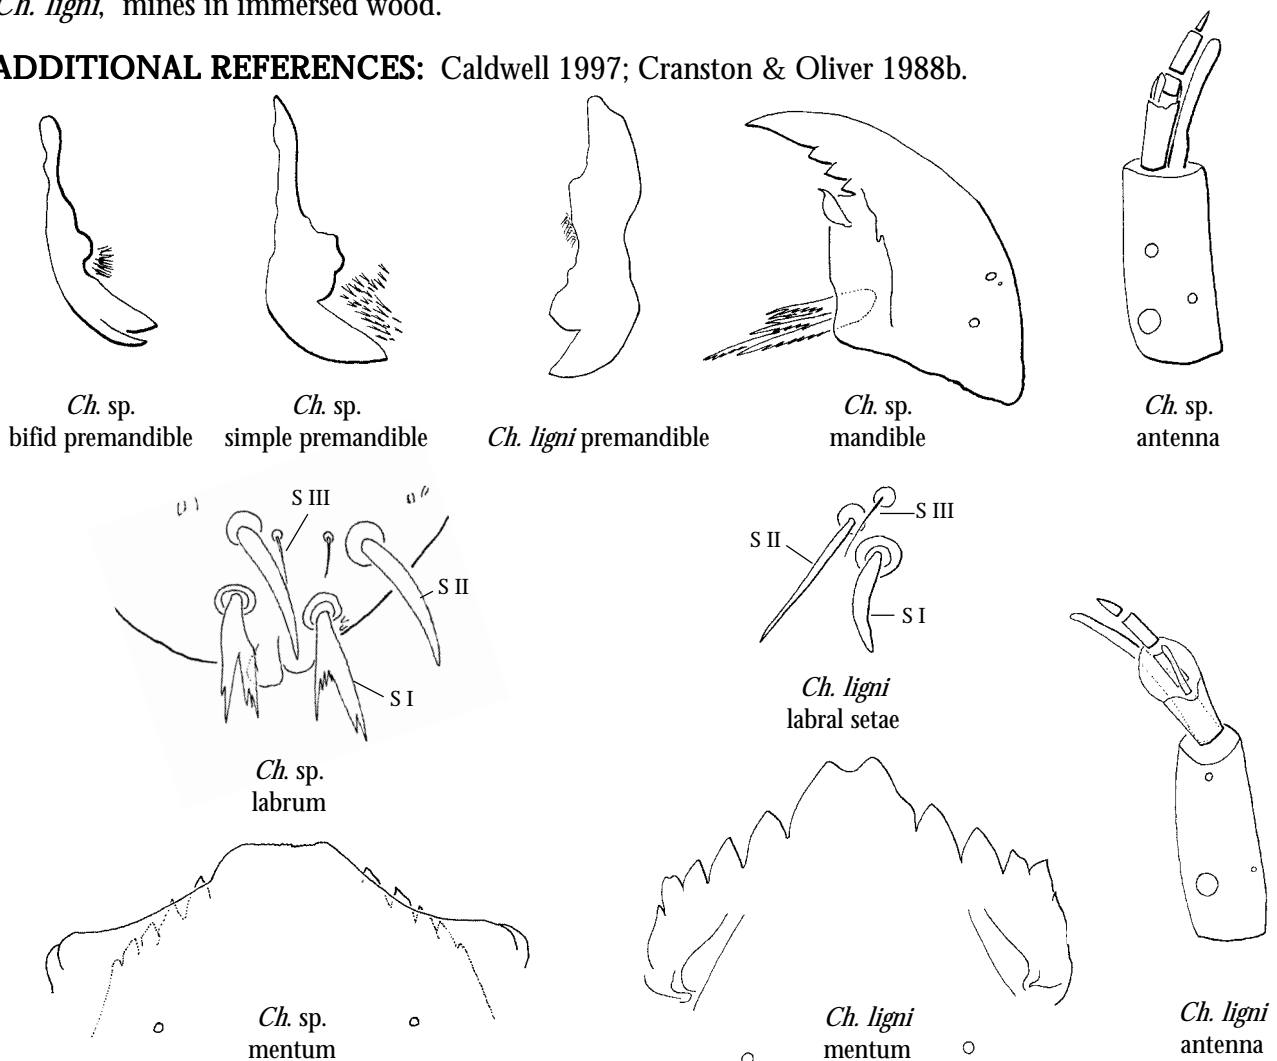 Ch. ligni, mines in immersed wood.
ADDITIONAL REFERENCES: Caldwell 1997; Cranston & Oliver 1988b.
Ch. sp.
bifid premandible
Ch. sp.
simple premandible
Ch. ligni premandible
Ch. sp.
mandible
Ch. sp.
antenna
S III
S II
S I
Ch. sp.
labrum
S III
S II
S I
Ch. ligni
labral setae
Ch. sp.
mentum
Ch. ligni
mentum
Ch. ligni
antenna